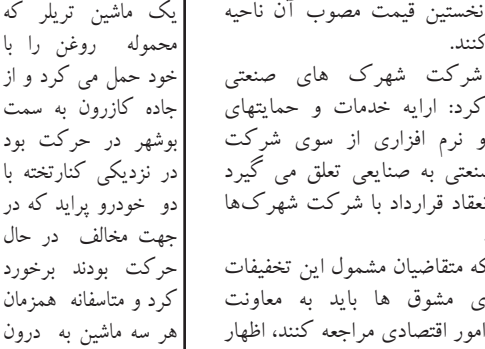 نخستین قیمت مصوب آن ناحیه
کنند.
شرکت شهرک های صنعتی
کرد: ارایه خدمات و حمایتهای
و نرم افزاری از سوی شرکت
صنعتی به صنایعی تعلق می گیرد
قرارداد با شرکت شهرک‌ها
.
که متقاضیان مشمول این تخفیفات
ی مشوق ها باید به معاونت
امور اقتصادی مراجعه کنند، اظهار
یک ماشین تریلر که
محموله روغن را با
خود حمل می کرد و از
جاده کازرون به سمت
بوشهر در حرکت بود
در نزدیکی کنارتخته با
دو خودرو پراید که در
جهت مخالف در حال
حرکت بودند برخورد
کرد و متاسفانه همزمان
هر سه ماشین به درون